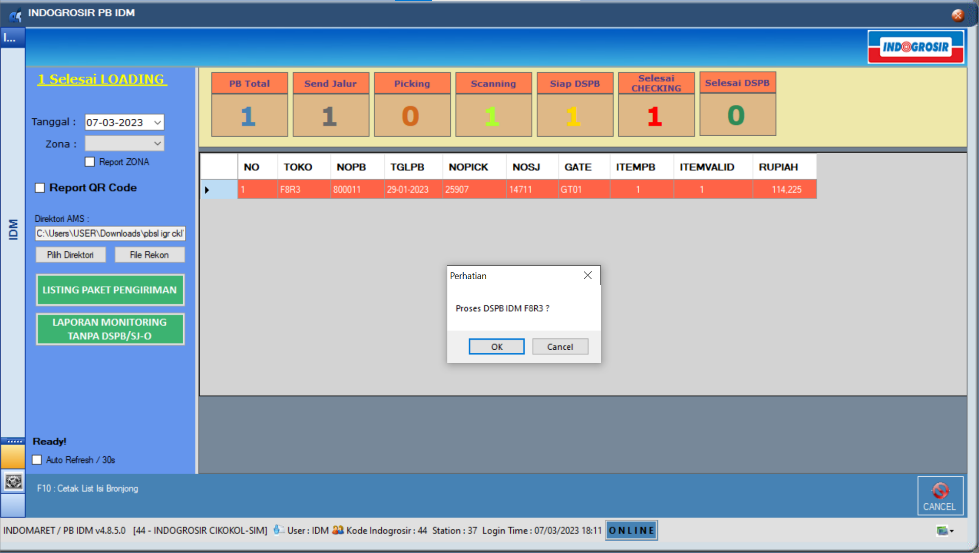 INDOGROSIR PB IDM
I...
INDOGROSIR
1 Selesai LOADING
PB Total
Send Jalur
Picking
Scanning
Siap DSPB
Selesai
CHECKING
Selesai DSPB
1
1
0
1
1
1
0
Tanggal : 07-03-2023
Zona :
Report ZONA
Report QR Code
IDM
Direktori AMS :
C:\Users\USER\Downloads\pbsl igr ckl
Pilih Direktori
File Rekon
LISTING PAKET PENGIRIMAN
LAPORAN MONITORING
TANPA DSPB/SJ-O
NO TOKO NOPB TGLPB NOPICK NOSJ GATE ITEMPB ITEMVALID RUPIAH
1 F8R3 800011 29-01-2023 25907 14711 GT01 1 1 114,225
Perhatian
Proses DSPB IDM F8R3 ?
OK
Cancel
Ready!
Auto Refresh / 30s
F10 : Cetak List Isi Bronjong
CANCEL
INDOMARET / PB IDM v4.8.5.0 [44 - INDOGROSIR CIKOKOL-SIM] User : IDM Kode Indogrosir : 44 Station : 37 Login Time : 07/03/2023 18:11 ONLINE